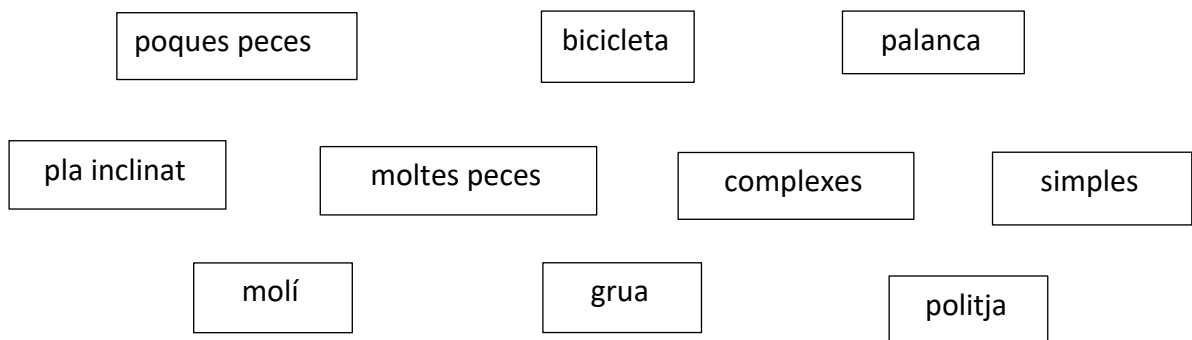 poques peces
bicicleta
palanca
pla inclinat
moltes peces
complexes
simples
molí
grua
politja